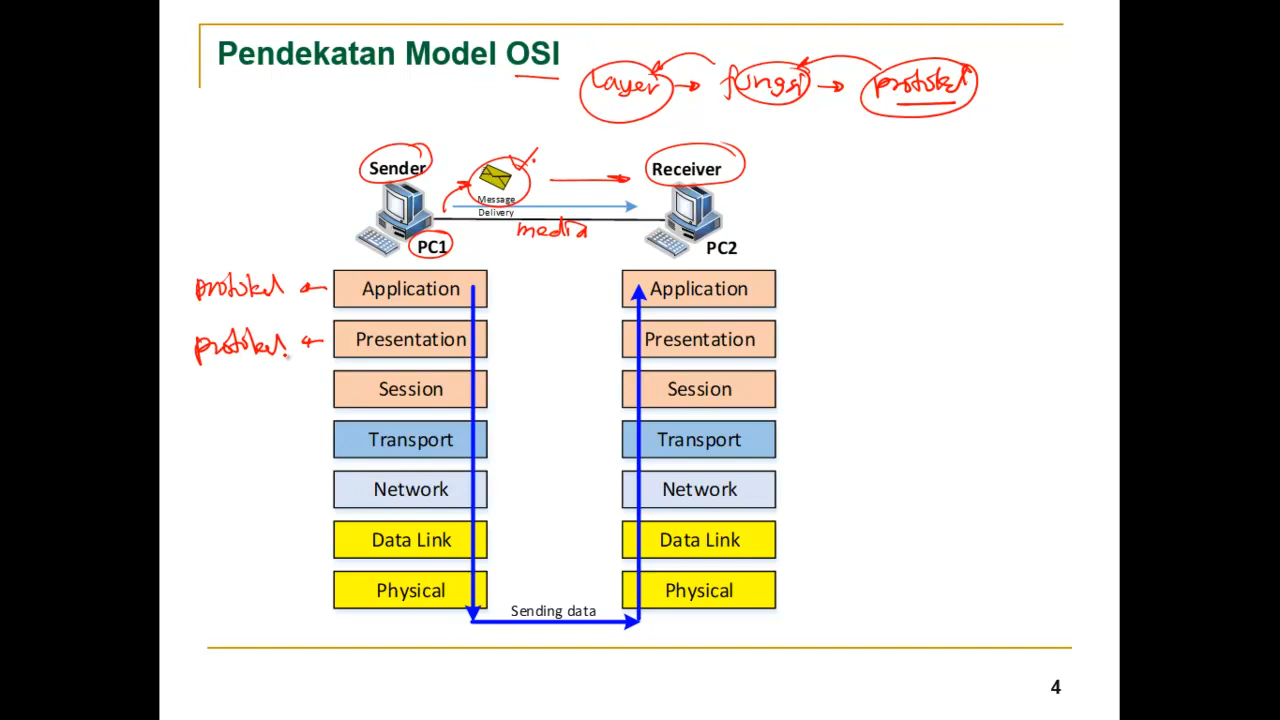 Pendekatan Model OSI
layer → fungsi → protokol
Sender
Message
Delivery
Receiver
media
PC1
PC2
protokol
Application
Application
protokol
Presentation
Presentation
Session
Session
Transport
Transport
Network
Network
Data Link
Data Link
Physical
Physical
Sending data
4